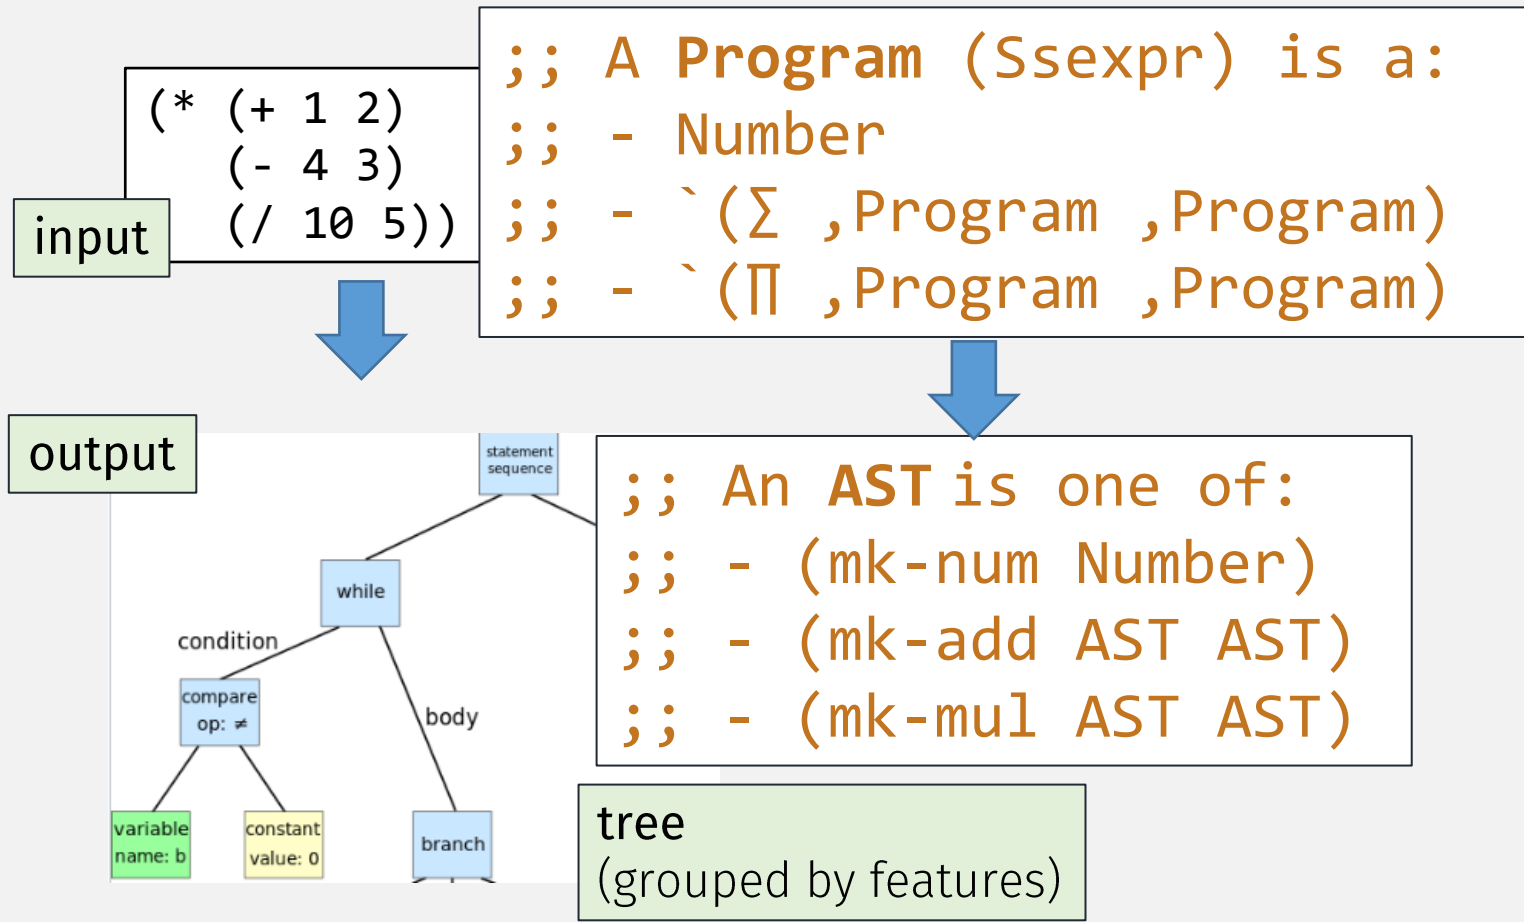 (* (+ 1 2)
(- 4 3)
(/ 10 5))
input
;; A Program (Ssexpr) is a:
;; - Number
;; - `(∑ ,Program ,Program)
;; - `(∏ ,Program ,Program)
output
statement
sequence
while
condition
compare
op: ≠
body
variable
name: b
constant
value: 0
branch
;; An AST is one of:
;; - (mk-num Number)
;; - (mk-add AST AST)
;; - (mk-mul AST AST)
tree
(grouped by features)